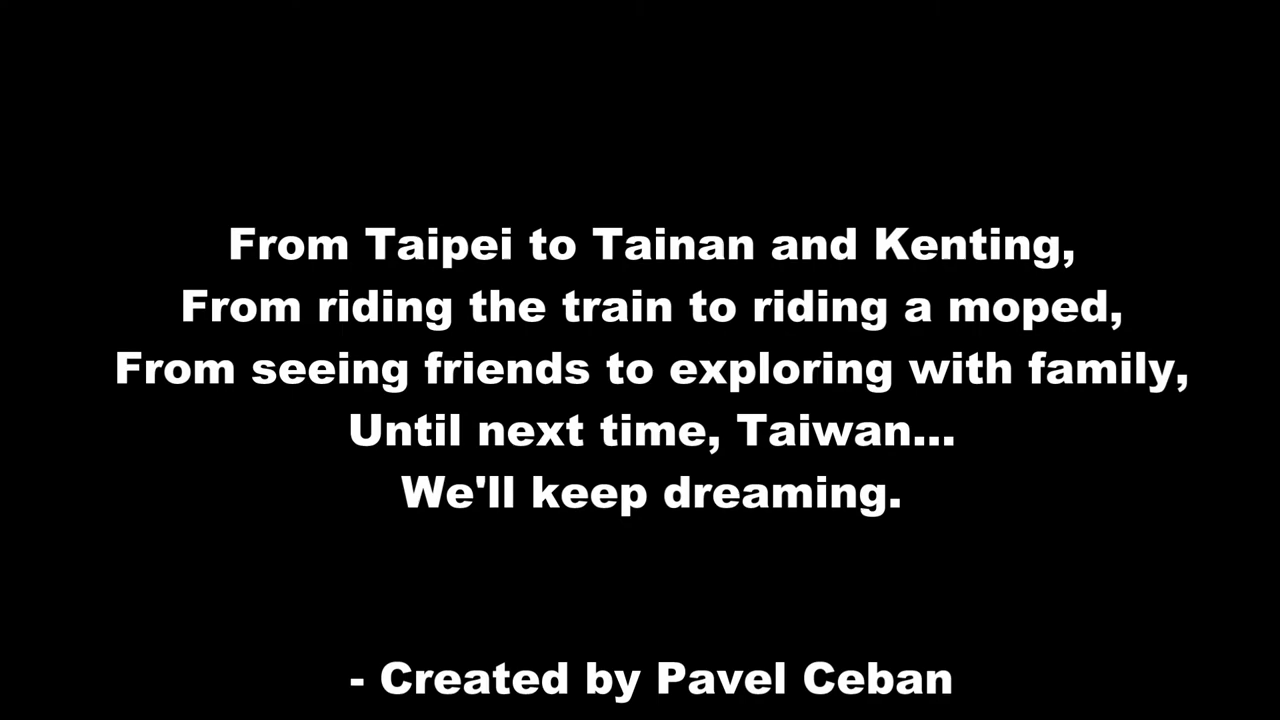 From Taipei to Tainan and Kenting,
From riding the train to riding a moped,
From seeing friends to exploring with family,
Until next time, Taiwan...
We'll keep dreaming.
- Created by Pavel Ceban